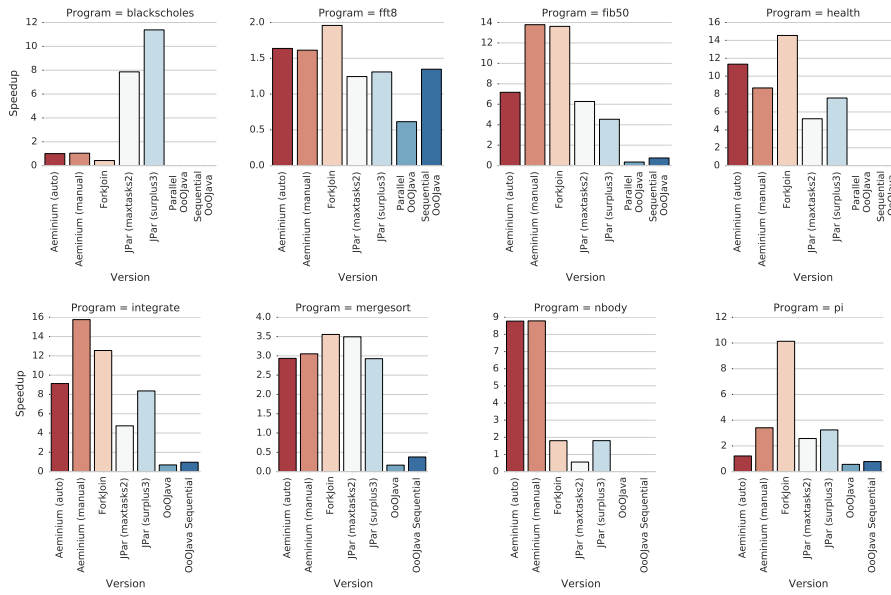 Program = blackscholes
12
10
8
6
4
2
0
Speedup
Aeminium (auto)
Aeminium (manual)
ForkJoin
JPar (maxtasks2)
JPar (surplus3)
Parallel
OoOJava
Sequential
OoOJava
Version
Program = fft8
2.0
1.5
1.0
0.5
0.0
Aeminium (auto)
Aeminium (manual)
ForkJoin
JPar (maxtasks2)
JPar (surplus3)
Parallel
OoOJava
Sequential
OoOJava
Version
Program = fib50
14
12
10
8
6
4
2
0
Aeminium (auto)
Aeminium (manual)
ForkJoin
JPar (maxtasks2)
JPar (surplus3)
Parallel
OoOJava
Sequential
OoOJava
Version
Program = health
16
14
12
10
8
6
4
2
0
Aeminium (auto)
Aeminium (manual)
ForkJoin
JPar (maxtasks2)
JPar (surplus3)
Parallel
OoOJava
Sequential
OoOJava
Version
Program = integrate
16
14
12
10
8
6
4
2
0
Speedup
Aeminium (auto)
Aeminium (manual)
ForkJoin
JPar (maxtasks2)
JPar (surplus3)
OoOJava
OoOJava Sequential
Version
Program = mergesort
4.0
3.5
3.0
2.5
2.0
1.5
1.0
0.5
0.0
Aeminium (auto)
Aeminium (manual)
ForkJoin
JPar (maxtasks2)
JPar (surplus3)
OoOJava
OoOJava Sequential
Version
Program = nbody
9
8
7
6
5
4
3
2
1
0
Aeminium (auto)
Aeminium (manual)
ForkJoin
JPar (maxtasks2)
JPar (surplus3)
OoOJava
OoOJava Sequential
Version
Program = pi
12
10
8
6
4
2
0
Aeminium (auto)
Aeminium (manual)
ForkJoin
JPar (maxtasks2)
JPar (surplus3)
OoOJava
OoOJava Sequential
Version